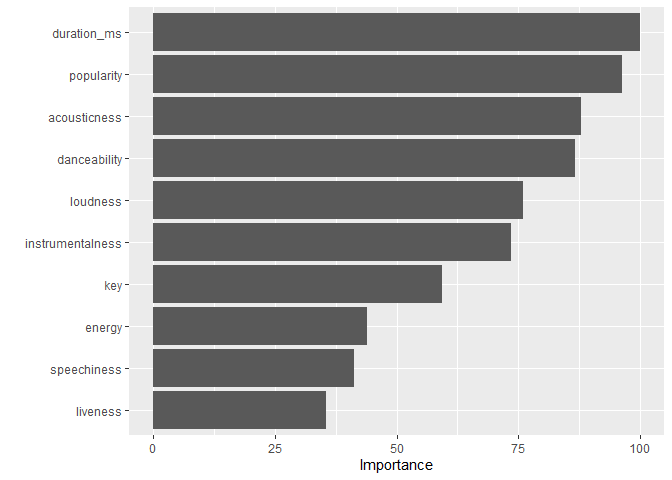 duration_ms
popularity
acousticness
danceability
loudness
instrumentalness
key
energy
speechiness
liveness
0 25 50 75 100
Importance